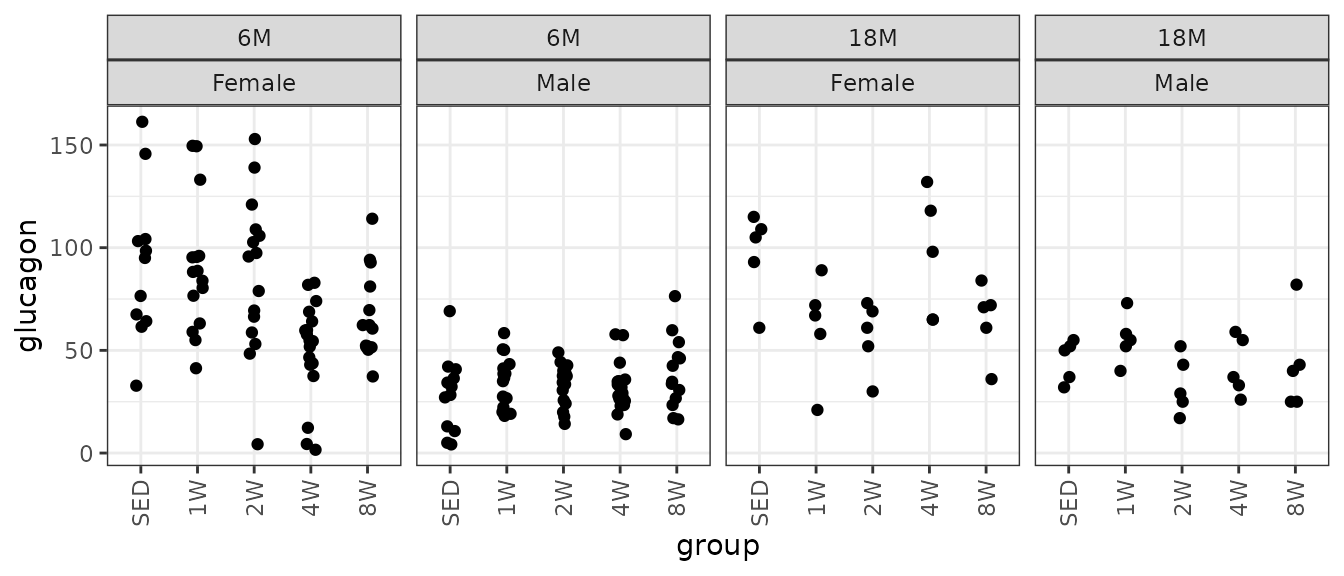 6M 6M 18M 18M
Female Male Female Male
150
100
50
0
glucagon
SED 1W 2W 4W 8W SED 1W 2W 4W 8W SED 1W 2W 4W 8W SED 1W 2W 4W 8W
group